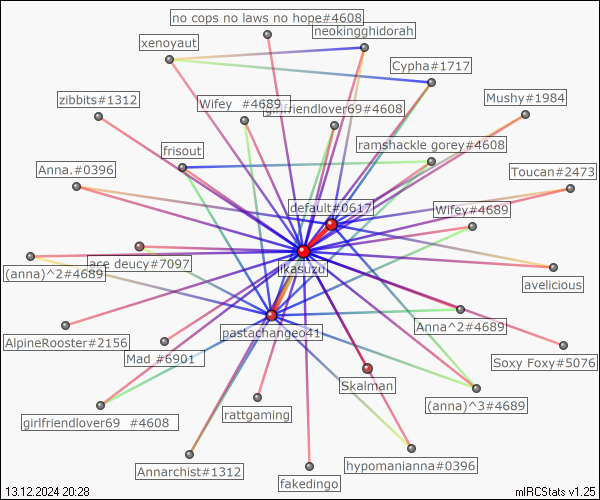 no cops no laws no hope#4608
neokingghidorah
xenoyaut
Cypha#1717
zibbits#1312
Wifey  #4689
girlfriendlover69#4608
Mushy#1984
frisout
ramshackle gorey#4608
Anna.#0396
Toucan#2473
default#0617
Wifey#4689
ace deucy#7097
(anna)^2#4689
ikasuzu
avelicious
AlpineRooster#2156
pastachangeo41
Anna^2#4689
Mad #6901
Soxy Foxy#5076
Skalman
girlfriendlover69  #4608
rattgaming
(anna)^3#4689
Annarchist#1312
hypomanianna#0396
fakedingo
13.12.2024 20:28
mIRCStats v1.25